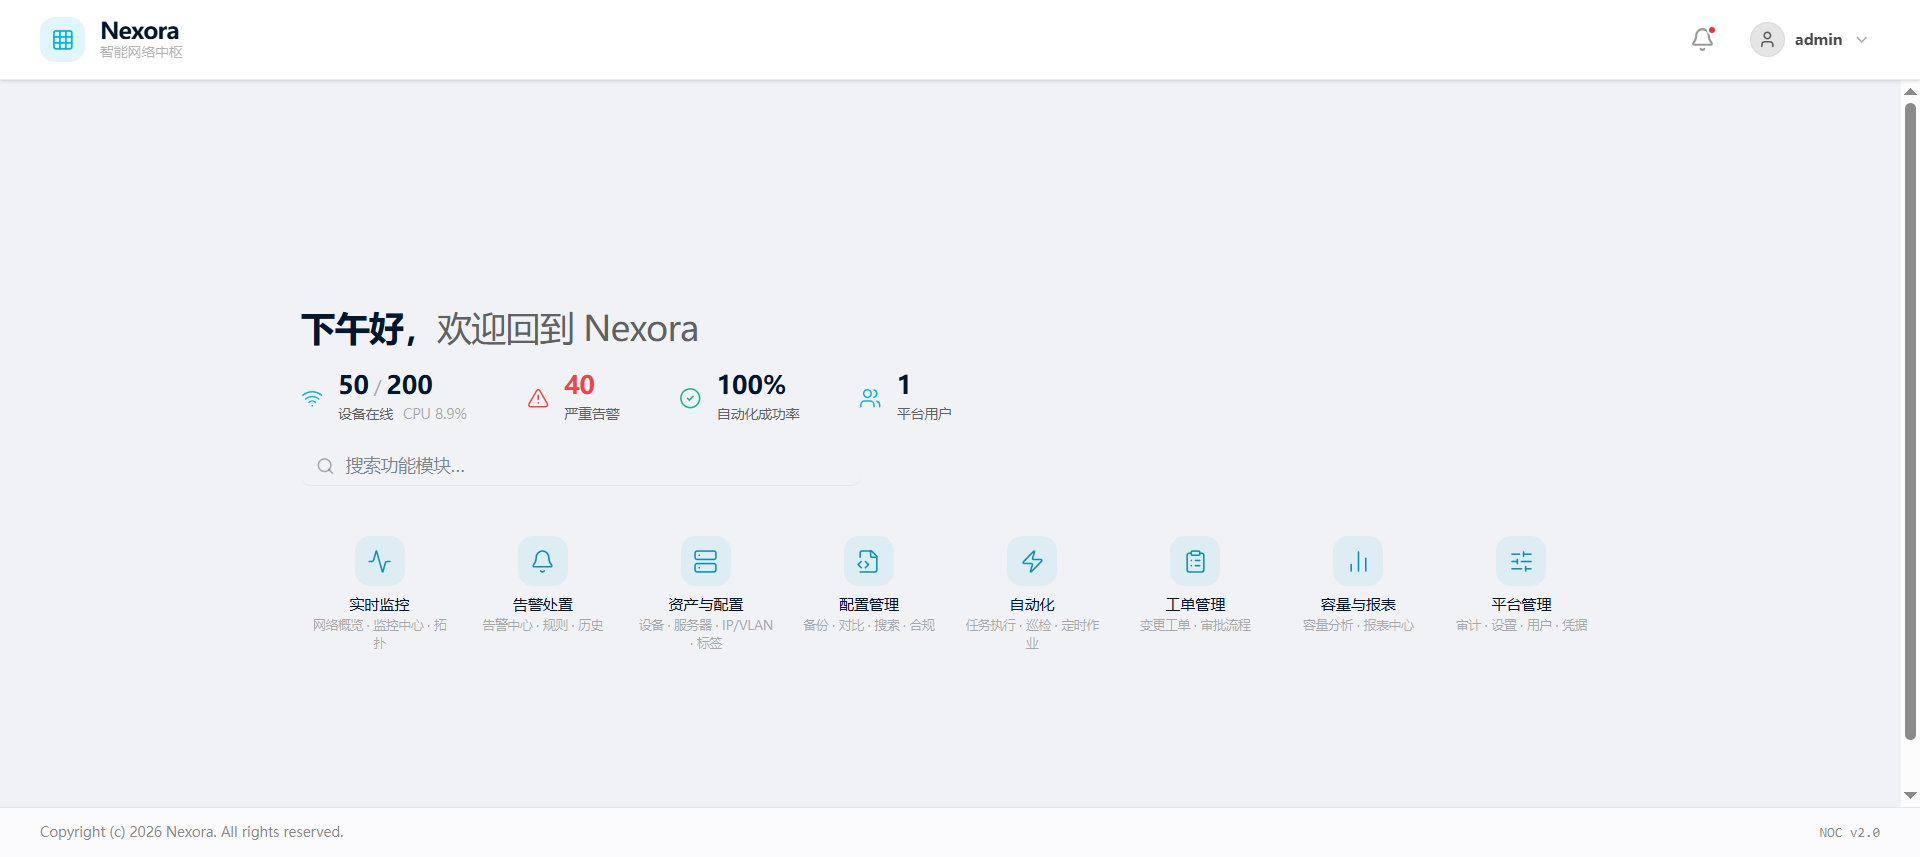 Nexora
智能网络中枢
admin
下午好，欢迎回到 Nexora
50 / 200
设备在线 CPU 8.9%
40
严重告警
100%
自动化成功率
1
平台用户
搜索功能模块...
实时监控
网络概览 · 监控中心 · 拓
扑
告警处置
告警中心 · 规则 · 历史
资产与配置
设备 · 服务器 · IP/VLAN
· 标签
配置管理
备份 · 对比 · 搜索 · 合规
自动化
任务执行 · 巡检 · 定时作
业
工单管理
变更工单 · 审批流程
容量与报表
容量分析 · 报表中心
平台管理
审计 · 设置 · 用户 · 凭据
Copyright (c) 2026 Nexora. All rights reserved.
NOC v2.0